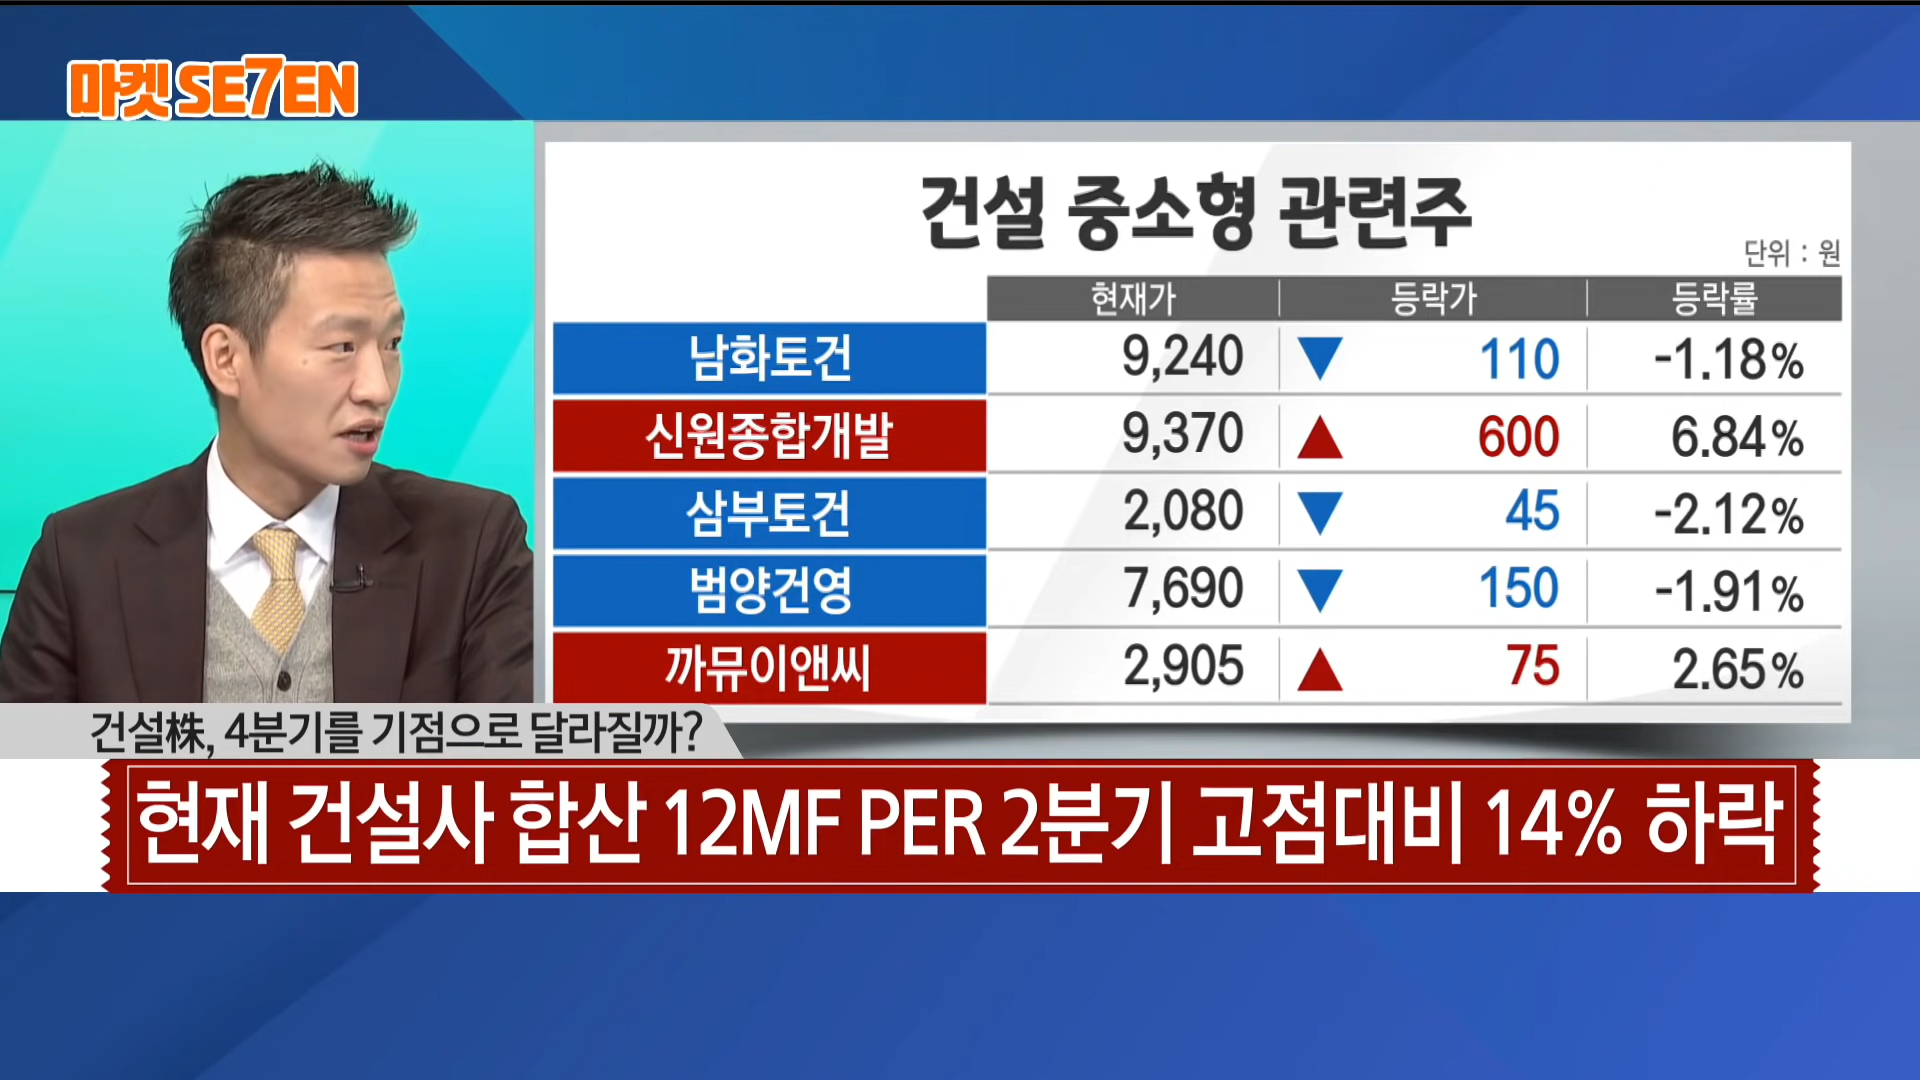 마켓 SE7EN
건설 중소형 관련주
단위 : 원
현재가 등락가 등락률
남화토건 9,240 ▼ 110 -1.18%
신원종합개발 9,370 ▲ 600 6.84%
삼부토건 2,080 ▼ 45 -2.12%
범양건영 7,690 ▼ 150 -1.91%
까뮤이앤씨 2,905 ▲ 75 2.65%
건설株, 4분기를 기점으로 달라질까?
현재 건설사 합산 12MF PER 2분기 고점대비 14% 하락